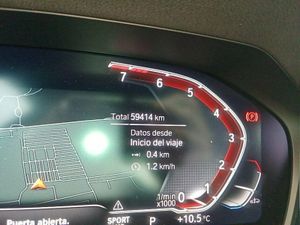 7 6 5 4 3 2 1 0
Total 59414 km
Datos desde
Inicio del viaje
0.4 km
1.2 km/h
1/min
x1000
Puerta abierta.
SPORT
P
+10.5°C